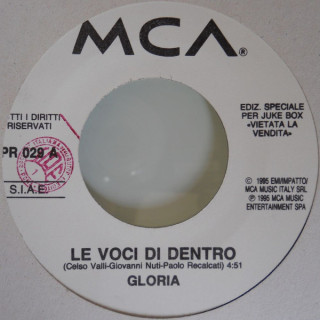 MCA®
TTI I DIRITTI
RISERVATI
PR 029 A
S.I.A.E.
EDIZ. SPECIALE
PER JUKE BOX
«VIETATA LA
VENDITA»
© 1995 EMI/IMPATTO/
MCA MUSIC ITALY SRL
℗ 1995 MCA MUSIC
ENTERTAINMENT SPA
LE VOCI DI DENTRO
(Celso Valli-Giovanni Nuti-Paolo Recalcati) 4:51
GLORIA